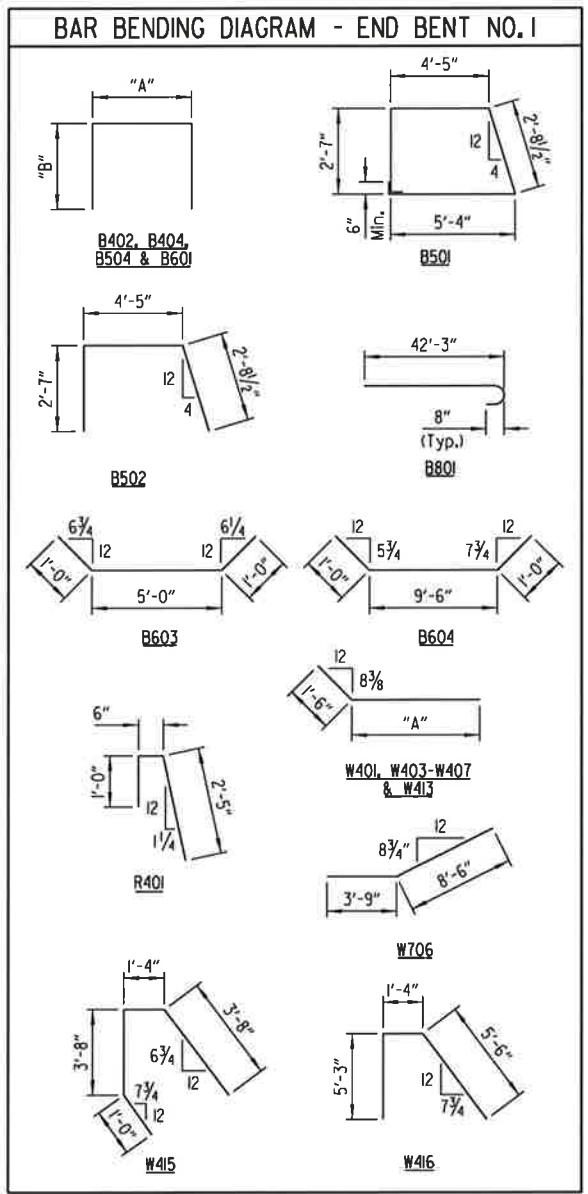 BAR BENDING DIAGRAM - END BENT NO. 1
"A"
"B"
B402, B404,
B504 & B601
4'-5"
2'-7"
6"
Min.
12
4
2'-8½"
5'-4"
B501
4'-5"
2'-7"
12
4
2'-8½"
B502
42'-3"
8"
(Typ.)
B801
6¾
12
1'-0"
5'-0"
12
6¼
1'-0"
B603
12
5¾
1'-0"
9'-6"
7¾
12
1'-0"
B604
6"
1'-0"
12
1¼
2'-5"
R401
12
8⅜
1'-6"
"A"
W401, W403-W407
& W413
12
8¾"
3'-9"
8'-6"
W706
1'-4"
3'-8"
3'-8"
6¾
12
7¾
12
1'-0"
W415
1'-4"
5'-3"
5'-6"
12
7¾
W416